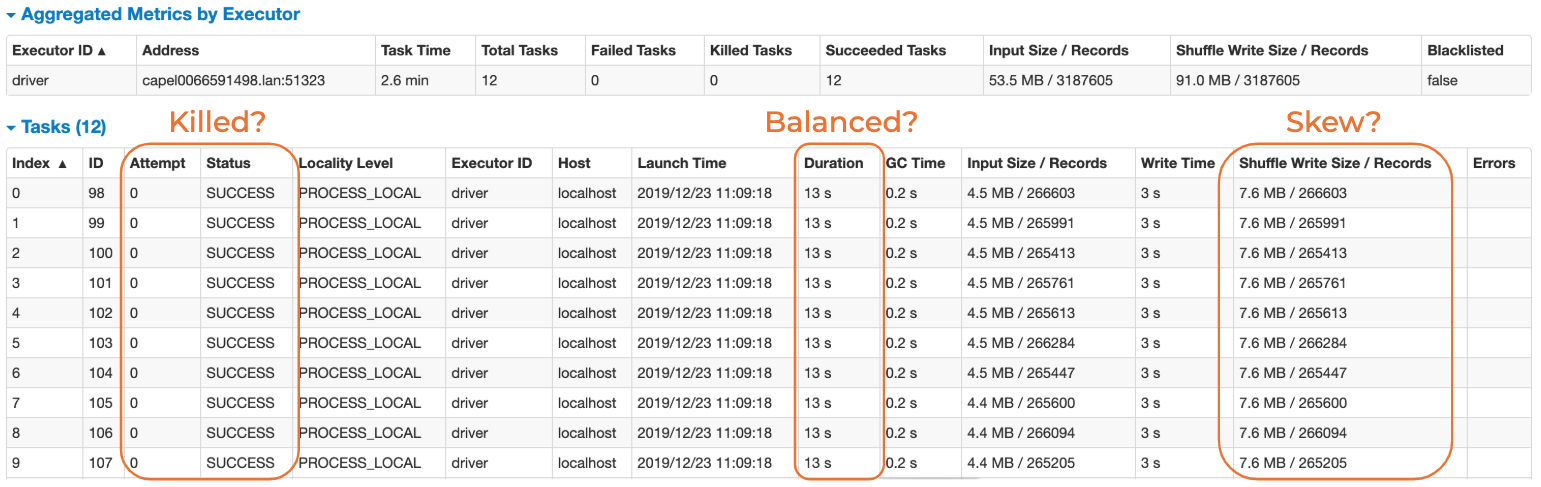 Aggregated Metrics by Executor
Executor ID ▲ Address Task Time Total Tasks Failed Tasks Killed Tasks Succeeded Tasks Input Size / Records Shuffle Write Size / Records Blacklisted
driver capel0066591498.lan:51323 2.6 min 12 0 0 12 53.5 MB / 3187605 91.0 MB / 3187605 false
Tasks (12) Killed? Balanced? Skew?
Index ▲ ID Attempt Status Locality Level Executor ID Host Launch Time Duration GC Time Input Size / Records Write Time Shuffle Write Size / Records Errors
0 98 0 SUCCESS PROCESS_LOCAL driver localhost 2019/12/23 11:09:18 13 s 0.2 s 4.5 MB / 266603 3 s 7.6 MB / 266603
1 99 0 SUCCESS PROCESS_LOCAL driver localhost 2019/12/23 11:09:18 13 s 0.2 s 4.5 MB / 265991 3 s 7.6 MB / 265991
2 100 0 SUCCESS PROCESS_LOCAL driver localhost 2019/12/23 11:09:18 13 s 0.2 s 4.5 MB / 265413 3 s 7.6 MB / 265413
3 101 0 SUCCESS PROCESS_LOCAL driver localhost 2019/12/23 11:09:18 13 s 0.2 s 4.5 MB / 265761 3 s 7.6 MB / 265761
4 102 0 SUCCESS PROCESS_LOCAL driver localhost 2019/12/23 11:09:18 13 s 0.2 s 4.5 MB / 265613 3 s 7.6 MB / 265613
5 103 0 SUCCESS PROCESS_LOCAL driver localhost 2019/12/23 11:09:18 13 s 0.2 s 4.5 MB / 266284 3 s 7.6 MB / 266284
6 104 0 SUCCESS PROCESS_LOCAL driver localhost 2019/12/23 11:09:18 13 s 0.2 s 4.5 MB / 265447 3 s 7.6 MB / 265447
7 105 0 SUCCESS PROCESS_LOCAL driver localhost 2019/12/23 11:09:18 13 s 0.2 s 4.4 MB / 265600 3 s 7.6 MB / 265600
8 106 0 SUCCESS PROCESS_LOCAL driver localhost 2019/12/23 11:09:18 13 s 0.2 s 4.4 MB / 266094 3 s 7.6 MB / 266094
9 107 0 SUCCESS PROCESS_LOCAL driver localhost 2019/12/23 11:09:18 13 s 0.2 s 4.4 MB / 265205 3 s 7.6 MB / 265205